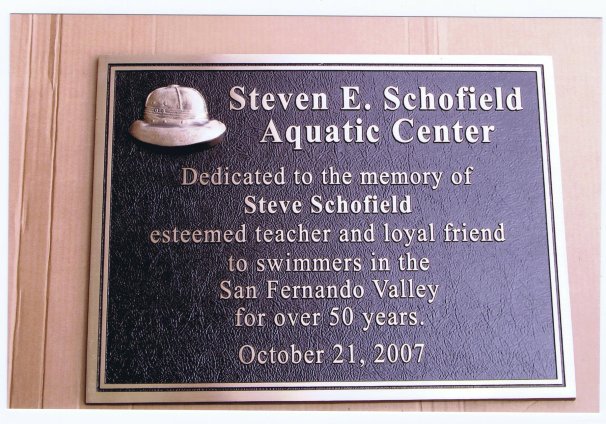 Steven E. Schofield
Aquatic Center
Dedicated to the memory of
Steve Schofield
esteemed teacher and loyal friend
to swimmers in the
San Fernando Valley
for over 50 years.
October 21, 2007